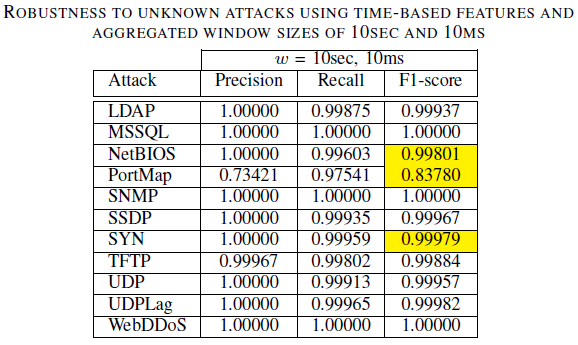 ROBUSTNESS TO UNKNOWN ATTACKS USING TIME-BASED FEATURES AND
AGGREGATED WINDOW SIZES OF 10SEC AND 10MS
w = 10sec, 10ms
Attack Precision Recall F1-score
LDAP 1.00000 0.99875 0.99937
MSSQL 1.00000 1.00000 1.00000
NetBIOS 1.00000 0.99603 0.99801
PortMap 0.73421 0.97541 0.83780
SNMP 1.00000 1.00000 1.00000
SSDP 1.00000 0.99935 0.99967
SYN 1.00000 0.99959 0.99979
TFTP 0.99967 0.99802 0.99884
UDP 1.00000 0.99913 0.99957
UDPLag 1.00000 0.99965 0.99982
WebDDoS 1.00000 1.00000 1.00000